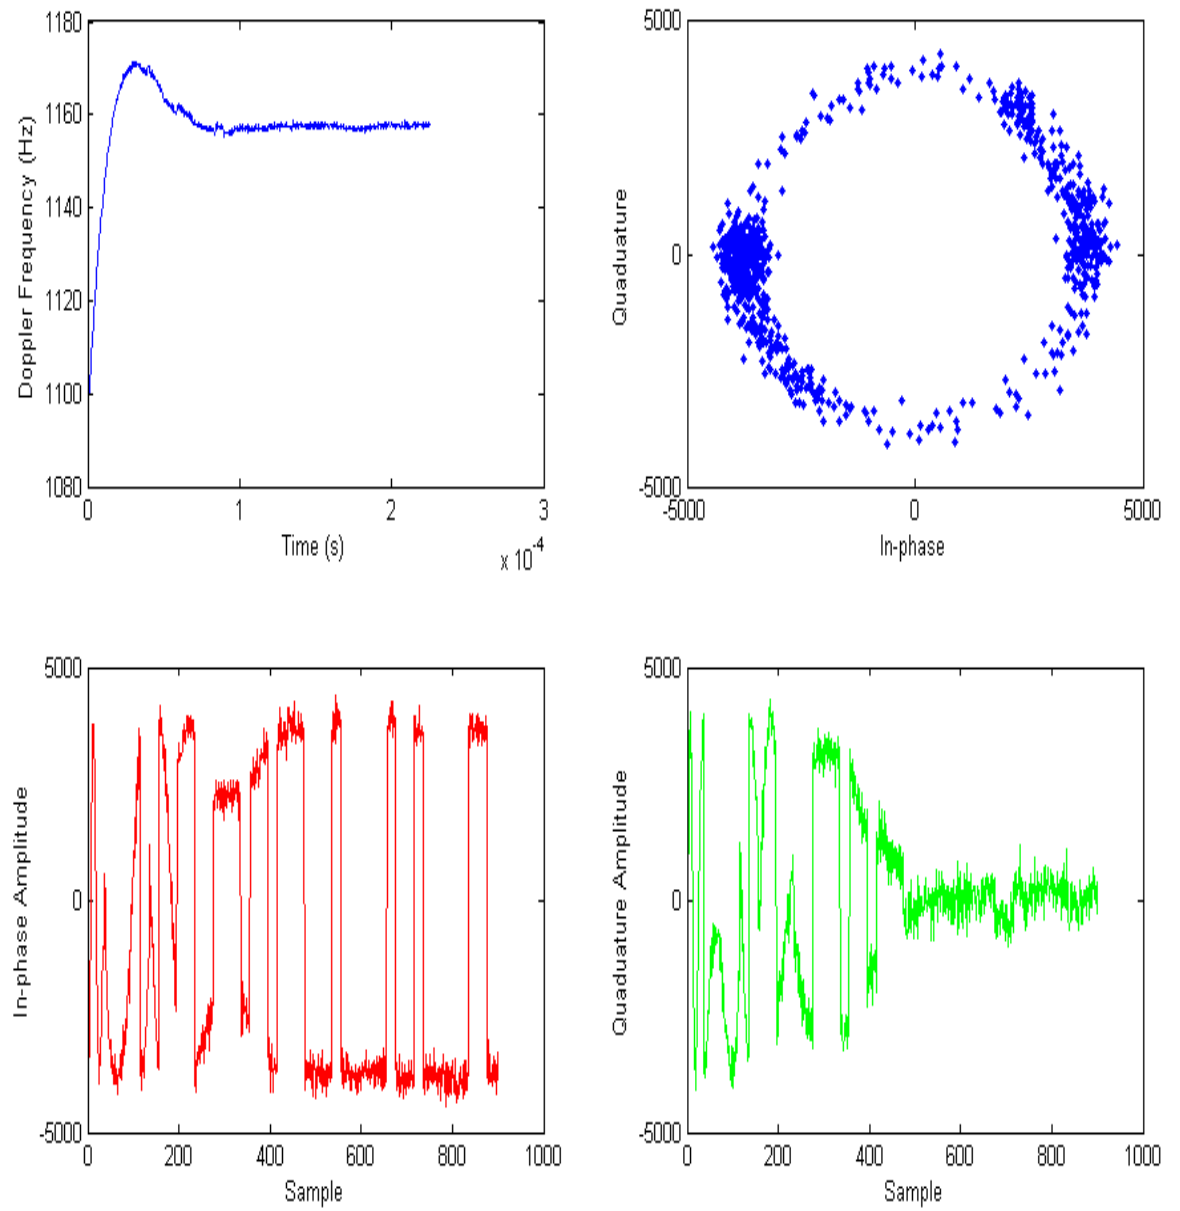 1180
1160
1140
1120
1100
1080
0 1 2 3
Doppler Frequency (Hz)
Time (s)
x 10^-4
5000
0
-5000
-5000 0 5000
Quaduature
In-phase
5000
0
-5000
0 200 400 600 800 1000
In-phase Amplitude
Sample
5000
0
-5000
0 200 400 600 800 1000
Quaduature Amplitude
Sample